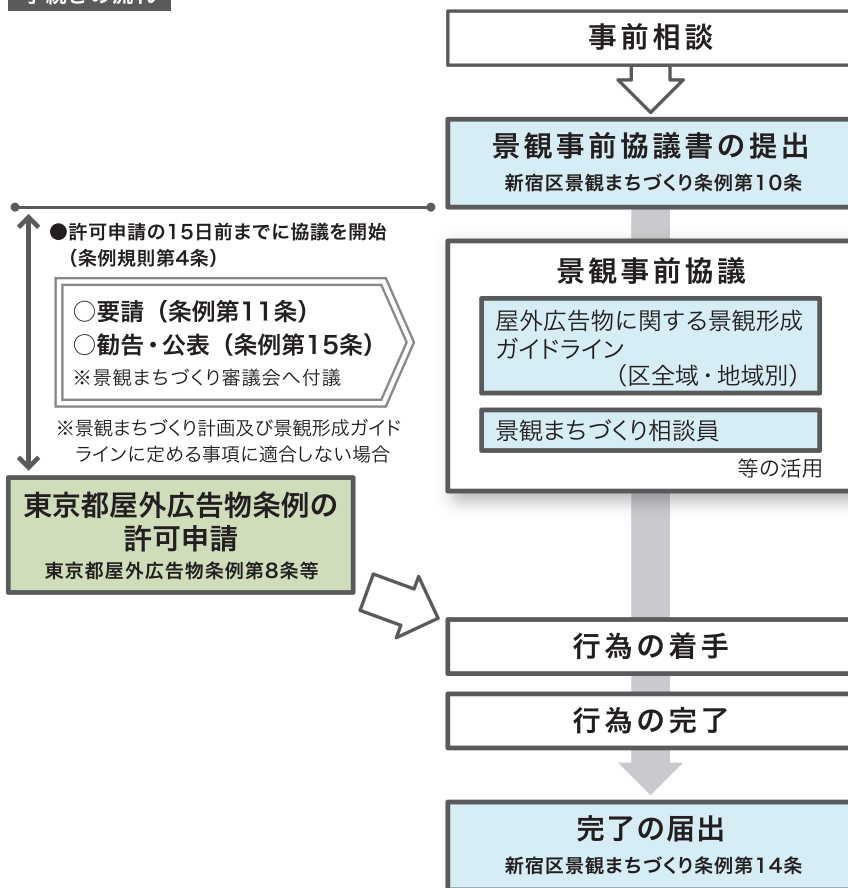 手続きの流れ
事前相談
景観事前協議書の提出
新宿区景観まちづくり条例第10条
●許可申請の15日前までに協議を開始
（条例規則第4条）
○要請（条例第11条）
○勧告・公表（条例第15条）
※景観まちづくり審議会へ付議
※景観まちづくり計画及び景観形成ガイド
ラインに定める事項に適合しない場合
景観事前協議
屋外広告物に関する景観形成
ガイドライン
（区全域・地域別）
景観まちづくり相談員
等の活用
東京都屋外広告物条例の
許可申請
東京都屋外広告物条例第8条等
行為の着手
行為の完了
完了の届出
新宿区景観まちづくり条例第14条